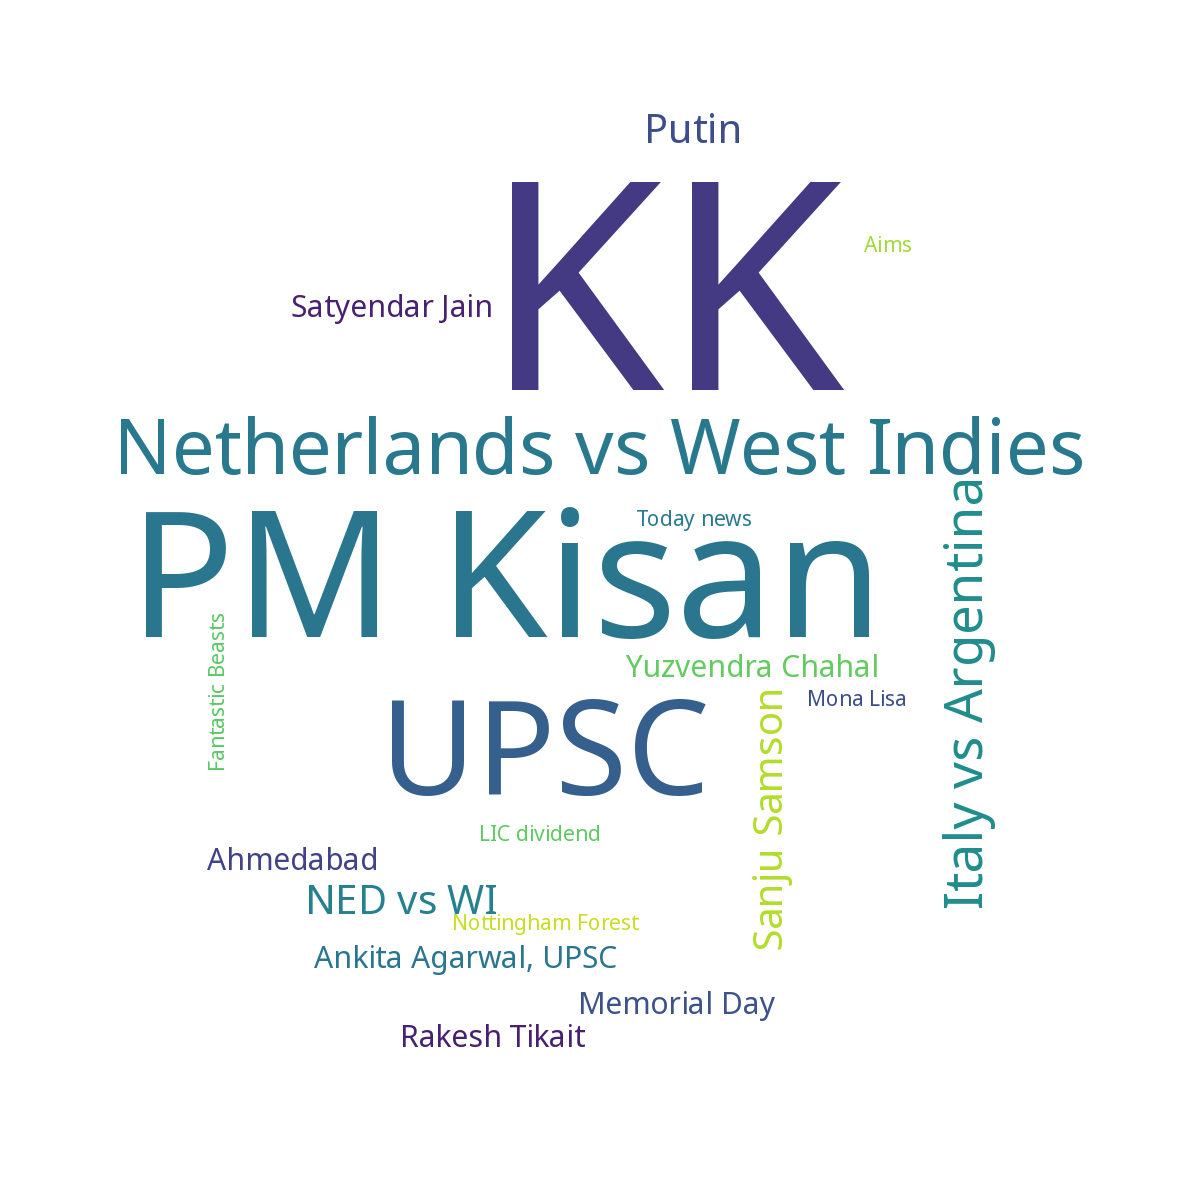 Putin
KK
Aims
Satyendar Jain
Netherlands vs West Indies
Italy vs Argentina
PM Kisan
Today news
Fantastic Beasts
Yuzvendra Chahal
Mona Lisa
Sanju Samson
UPSC
LIC dividend
Ahmedabad
NED vs WI
Nottingham Forest
Ankita Agarwal, UPSC
Memorial Day
Rakesh Tikait